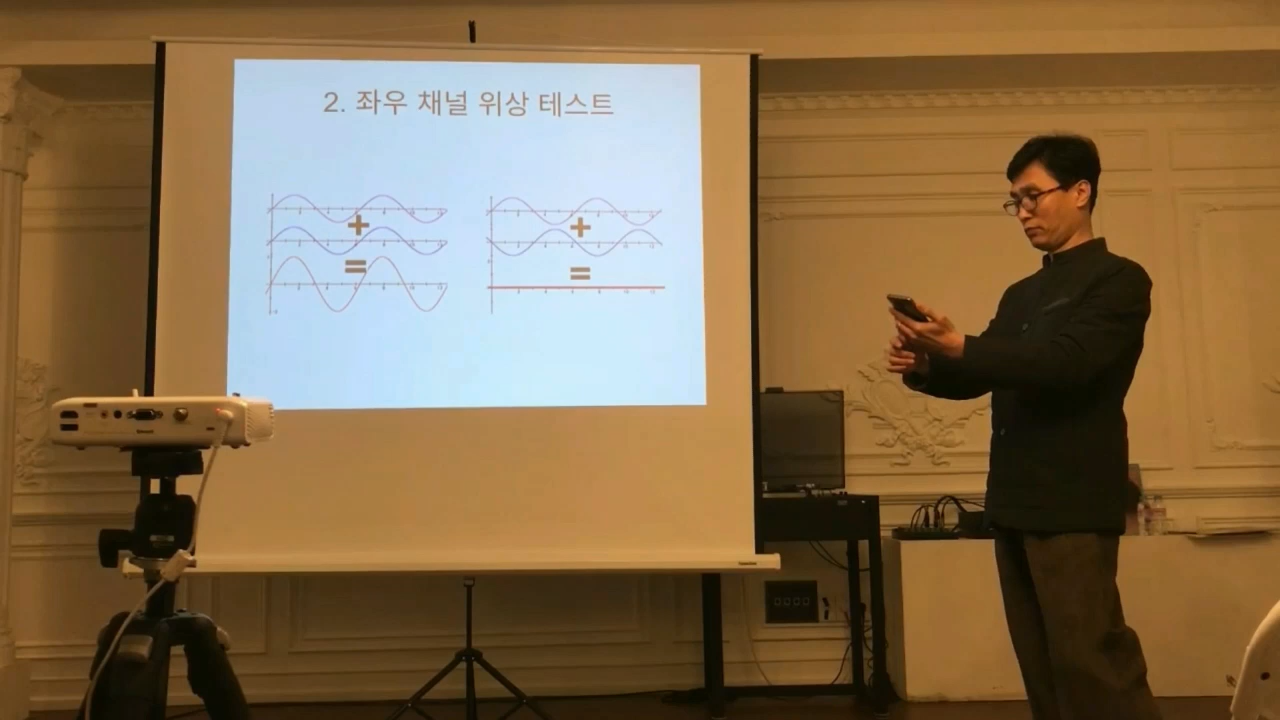 2. 좌우 채널 위상 테스트
+
=
+
=